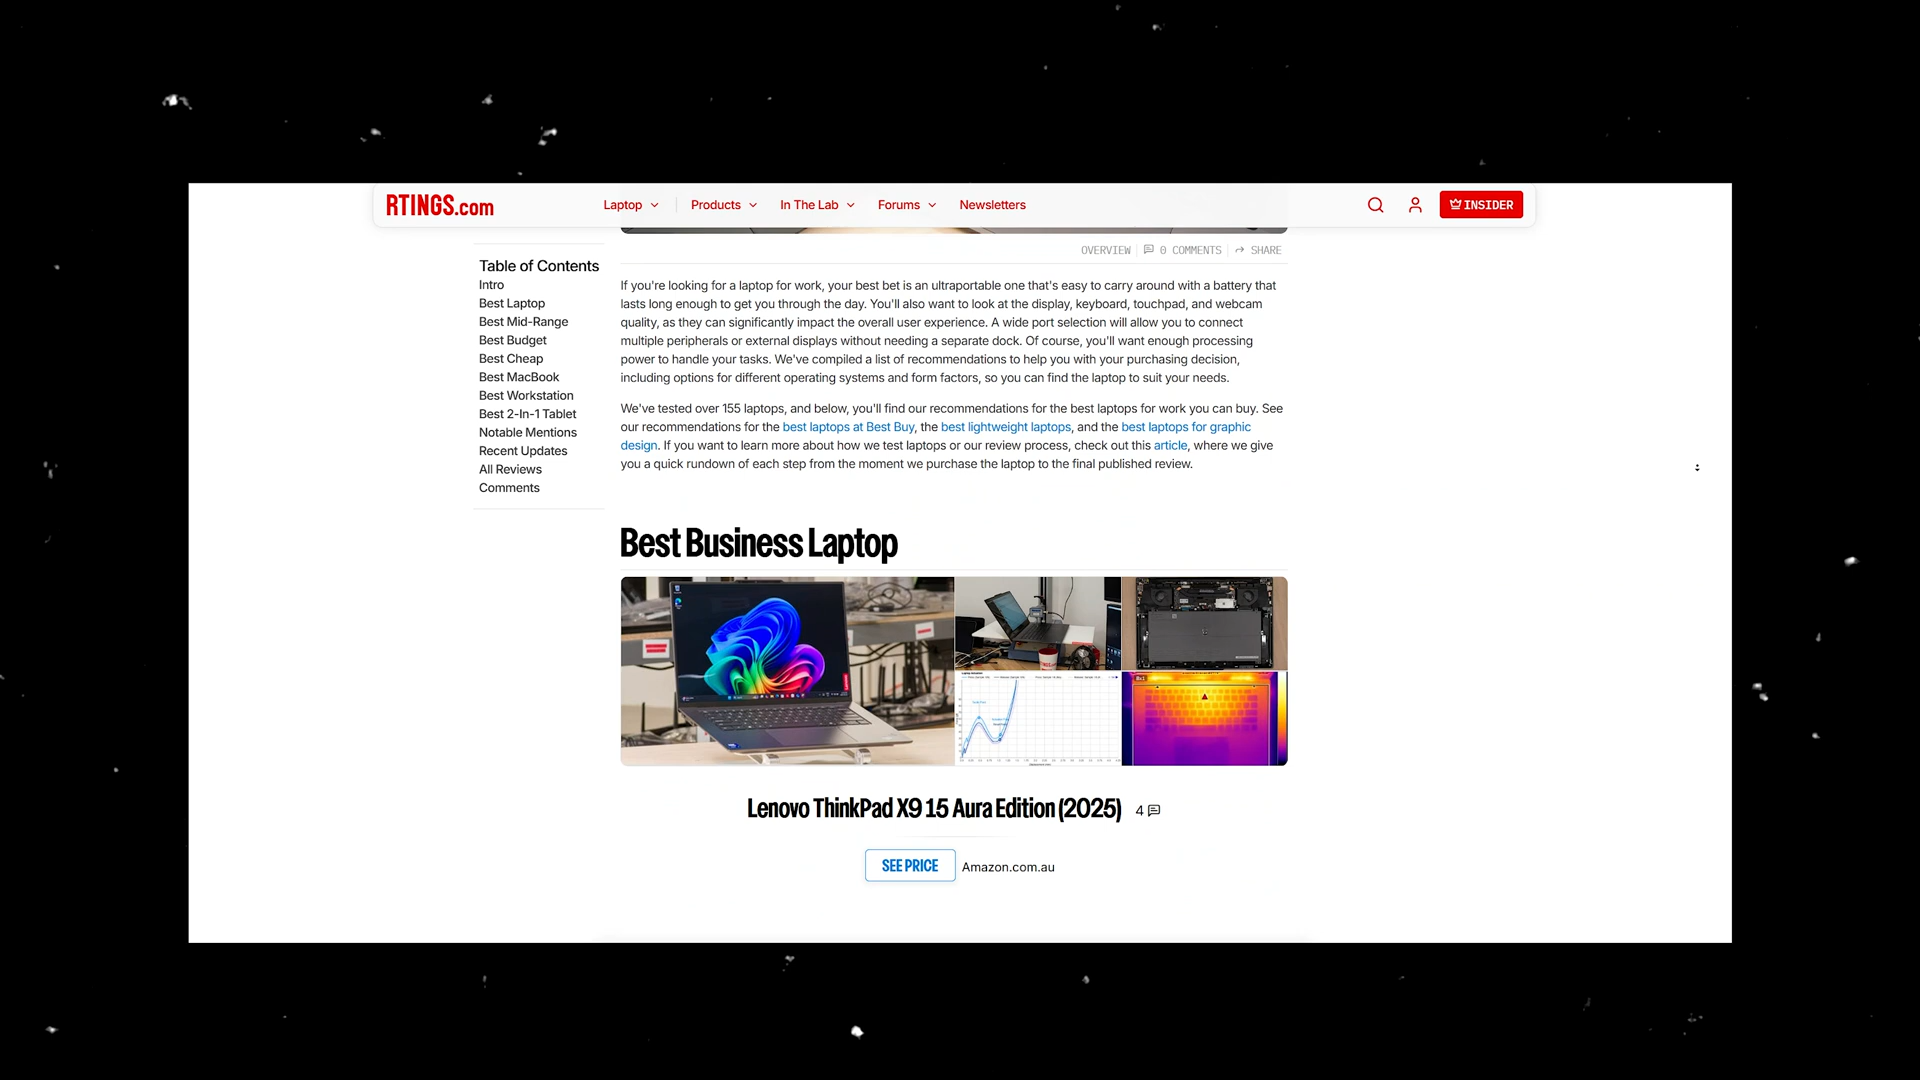 RTINGS.com
Laptop
Products
In The Lab
Forums
Newsletters
INSIDER
OVERVIEW
0 COMMENTS
SHARE
Table of Contents
Intro
Best Laptop
Best Mid-Range
Best Budget
Best Cheap
Best MacBook
Best Workstation
Best 2-In-1 Tablet
Notable Mentions
Recent Updates
All Reviews
Comments
If you're looking for a laptop for work, your best bet is an ultraportable one that's easy to carry around with a battery that
lasts long enough to get you through the day. You'll also want to look at the display, keyboard, touchpad, and webcam
quality, as they can significantly impact the overall user experience. A wide port selection will allow you to connect
multiple peripherals or external displays without needing a separate dock. Of course, you'll want enough processing
power to handle your tasks. We've compiled a list of recommendations to help you with your purchasing decision,
including options for different operating systems and form factors, so you can find the laptop to suit your needs.
We've tested over 155 laptops, and below, you'll find our recommendations for the best laptops for work you can buy. See
our recommendations for the best laptops at Best Buy, the best lightweight laptops, and the best laptops for graphic
design. If you want to learn more about how we test laptops or our review process, check out this article, where we give
you a quick rundown of each step from the moment we purchase the laptop to the final published review.
Best Business Laptop
Lenovo ThinkPad X9 15 Aura Edition (2025)
4
SEE PRICE
Amazon.com.au